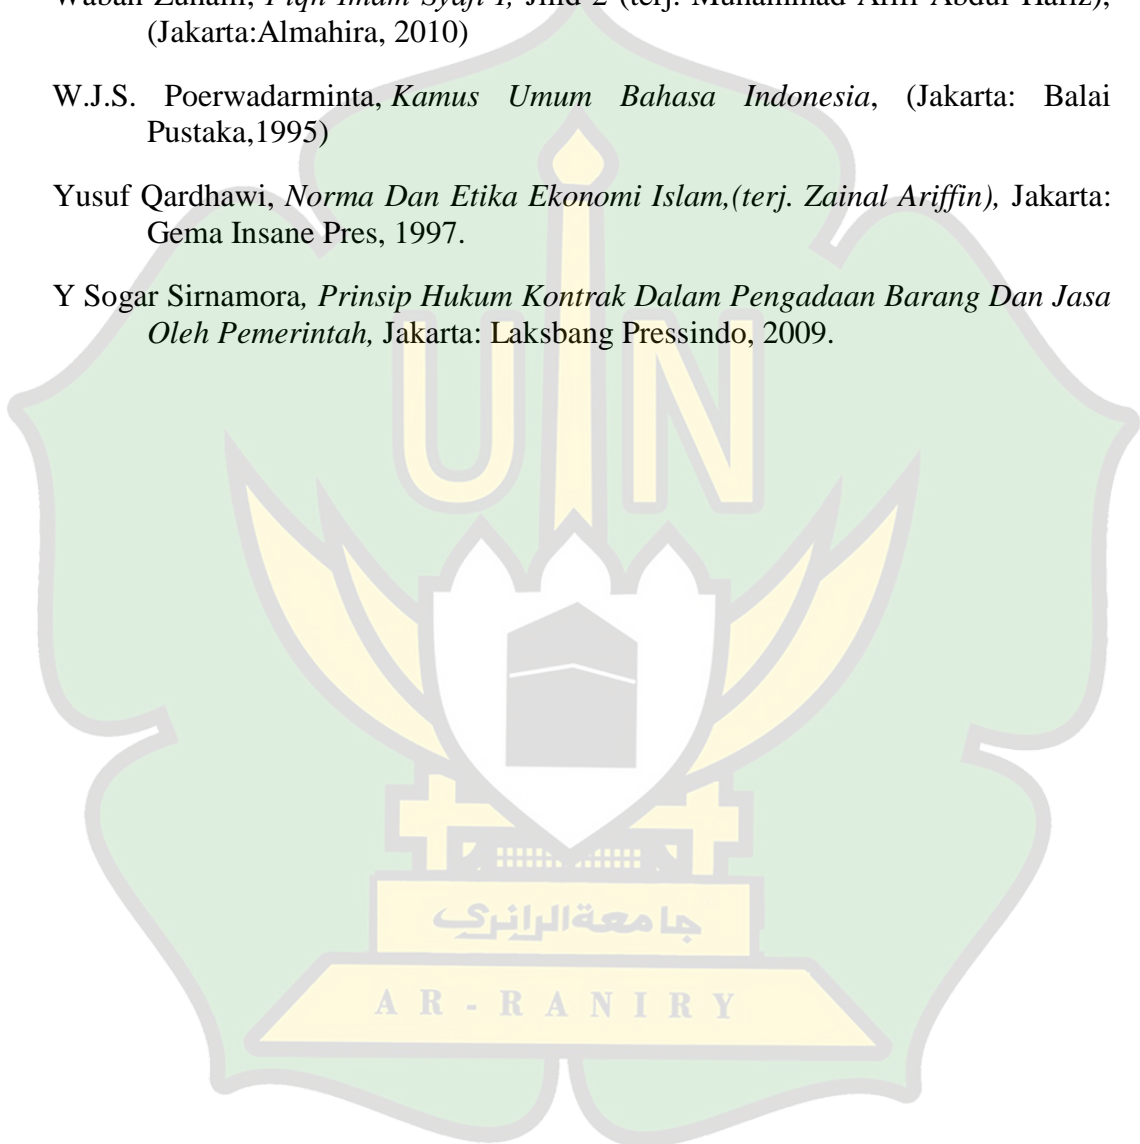 (Jakarta:Almahira, 2010)
W.J.S. Poerwadarminta, Kamus Umum Bahasa Indonesia, (Jakarta: Balai
Pustaka,1995)
Yusuf Qardhawi, Norma Dan Etika Ekonomi Islam,(terj. Zainal Ariffin), Jakarta:
Gema Insane Pres, 1997.
Y Sogar Sirnamora, Prinsip Hukum Kontrak Dalam Pengadaan Barang Dan Jasa
Oleh Pemerintah, Jakarta: Laksbang Pressindo, 2009.
UIN
جامعةالرانري
AR-RANIRY